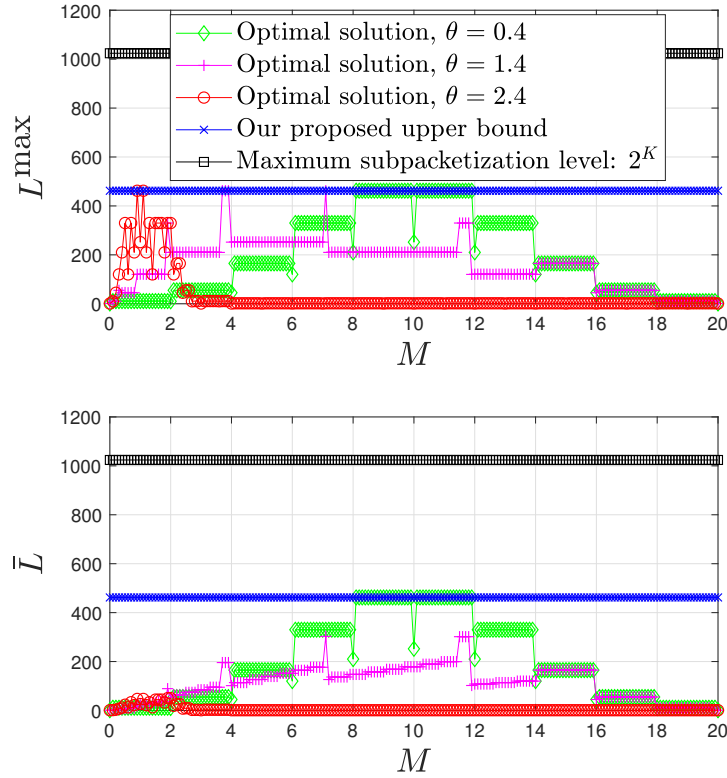 1200
1000
800
600
400
200
0
L^max
Optimal solution, θ = 0.4
Optimal solution, θ = 1.4
Optimal solution, θ = 2.4
Our proposed upper bound
Maximum subpacketization level: 2^K
0 2 4 6 8 10 12 14 16 18 20
M
1200
1000
800
600
400
200
0
L̄
0 2 4 6 8 10 12 14 16 18 20
M